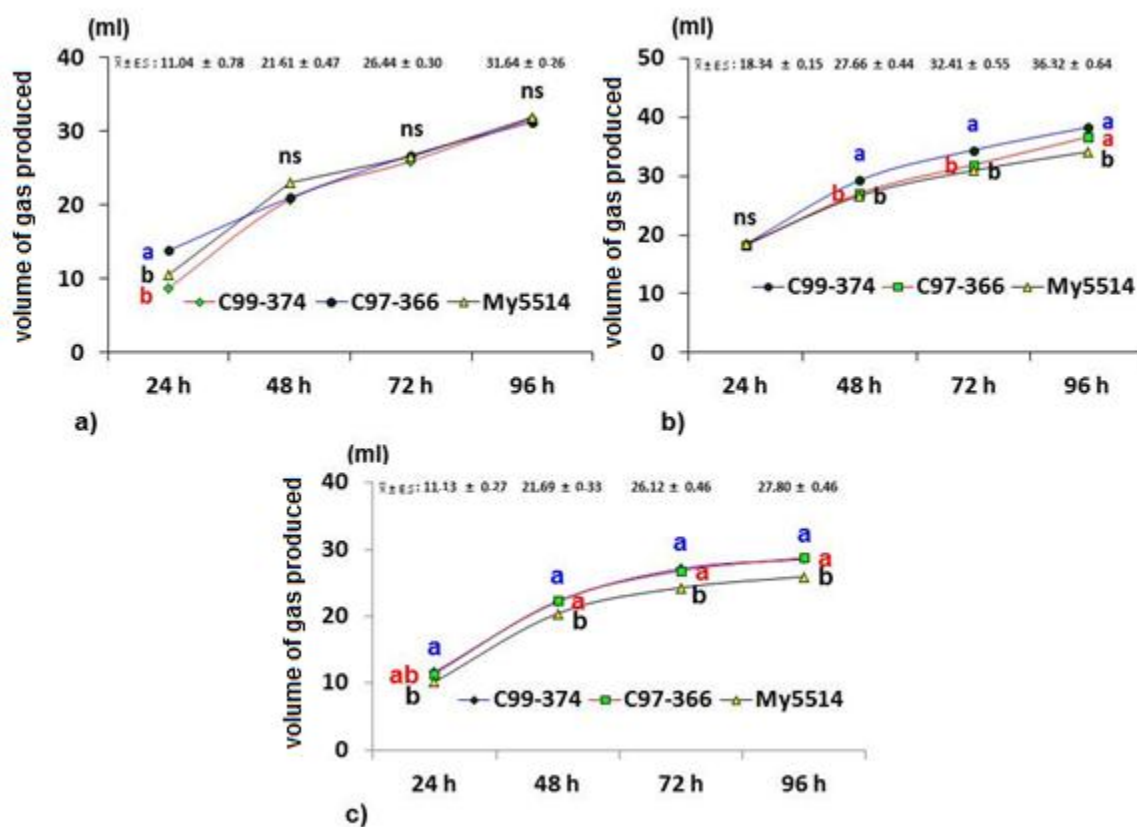 (ml)
40
x̄±ES: 11.04 ± 0.78 21.61 ± 0.47 26.44 ± 0.30 31.64 ± 0.26
ns
ns
30
ns
20
a
b
10
b
C99-374 C97-366 My5514
0
24 h 48 h 72 h 96 h
volume of gas produced
a)
(ml)
50
x̄±ES: 18.34 ± 0.15 27.66 ± 0.44 32.41 ± 0.55 36.32 ± 0.64
40
a a a
a
b b b
30
b b
20
ns
C99-374 C97-366 My5514
10
0
24 h 48 h 72 h 96 h
volume of gas produced
b)
(ml)
40
x̄±ES: 11.13 ± 0.27 21.69 ± 0.33 26.12 ± 0.46 27.80 ± 0.46
a a
30
a a a
b b
a
b
20
a
ab
10
b
C99-374 C97-366 My5514
0
24 h 48 h 72 h 96 h
volume of gas produced
c)